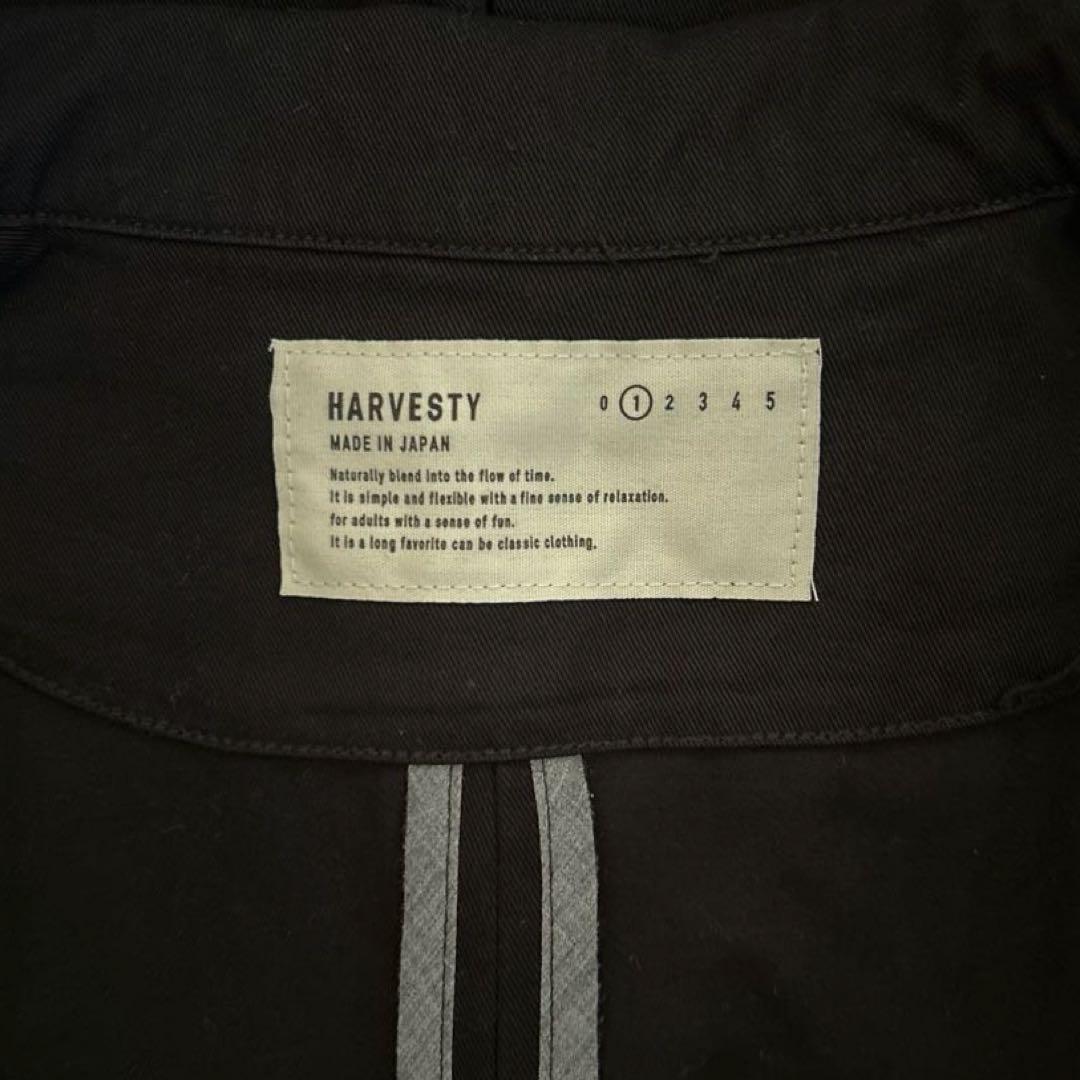 HARVESTY 0 1 2 3 4 5
MADE IN JAPAN
Naturally blend into the flow of time.
It is simple and flexible with a fine sense of relaxation.
for adults with a sense of fun.
It is a long favorite can be classic clothing.